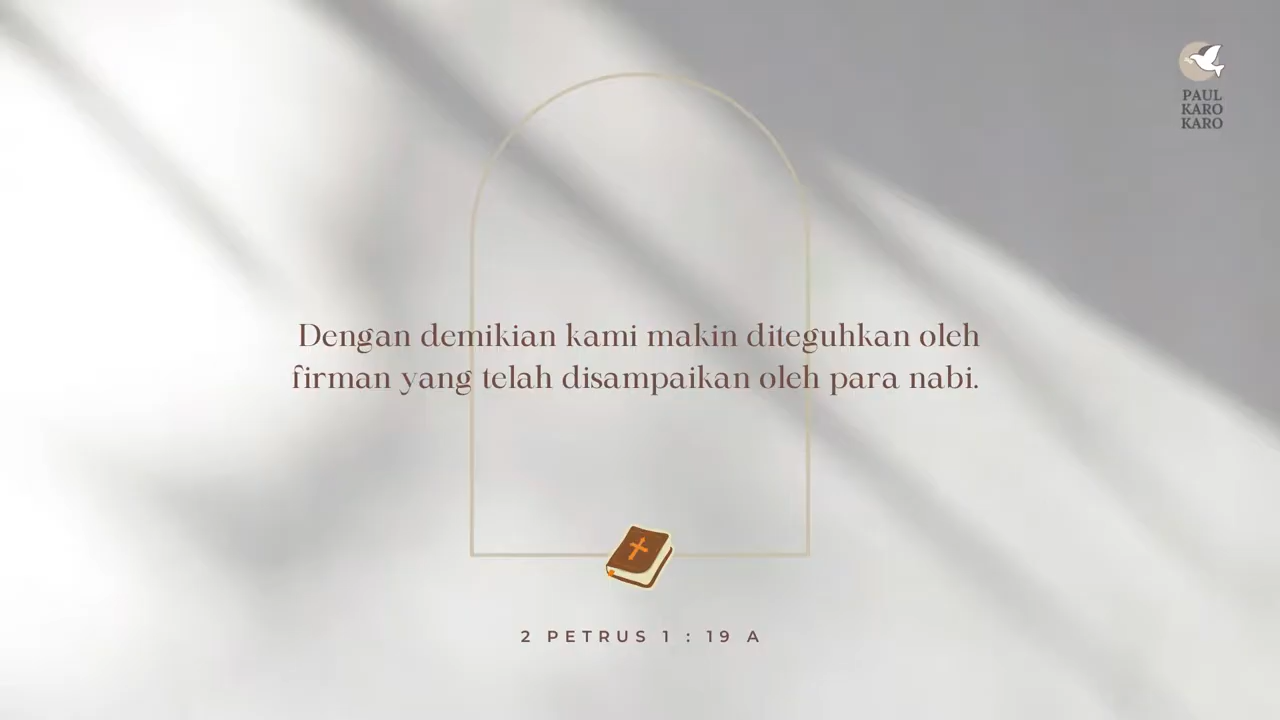 PAUL
KARO
KARO
Dengan demikian kami makin diteguhkan oleh
firman yang telah disampaikan oleh para nabi.
2 PETRUS 1 : 19 A